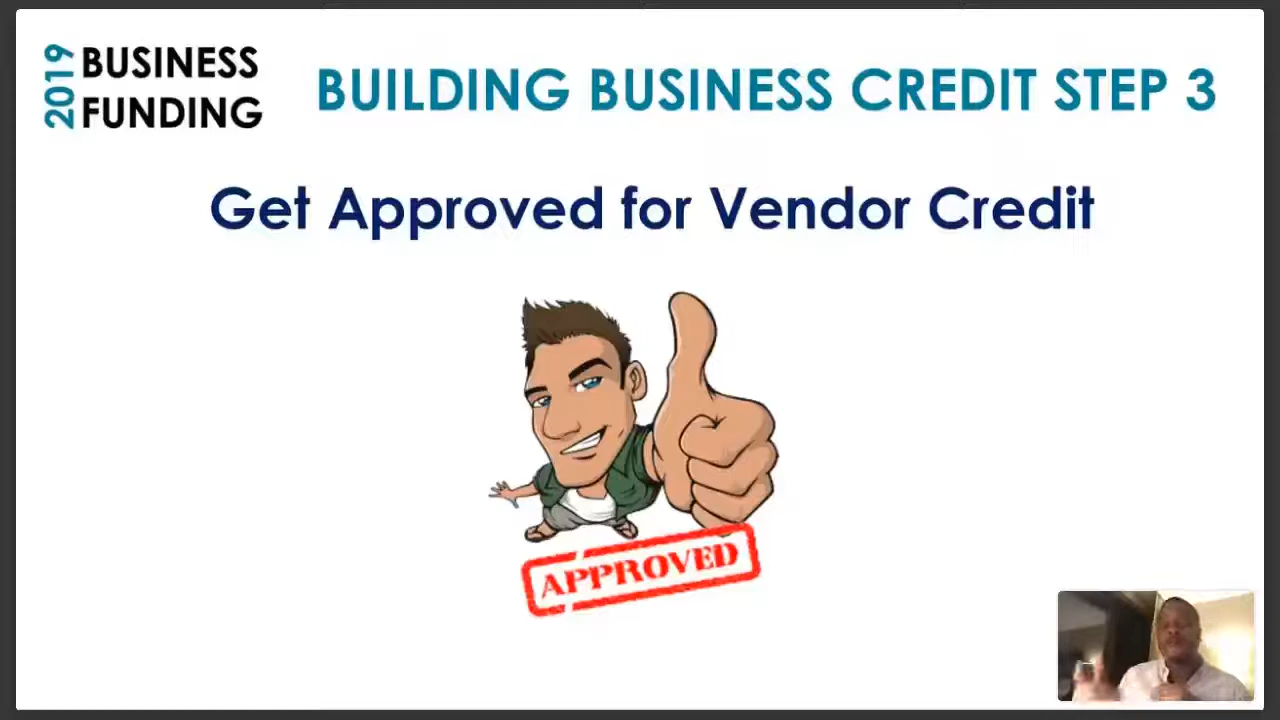 2019
BUSINESS
FUNDING
BUILDING BUSINESS CREDIT STEP 3
Get Approved for Vendor Credit
APPROVED